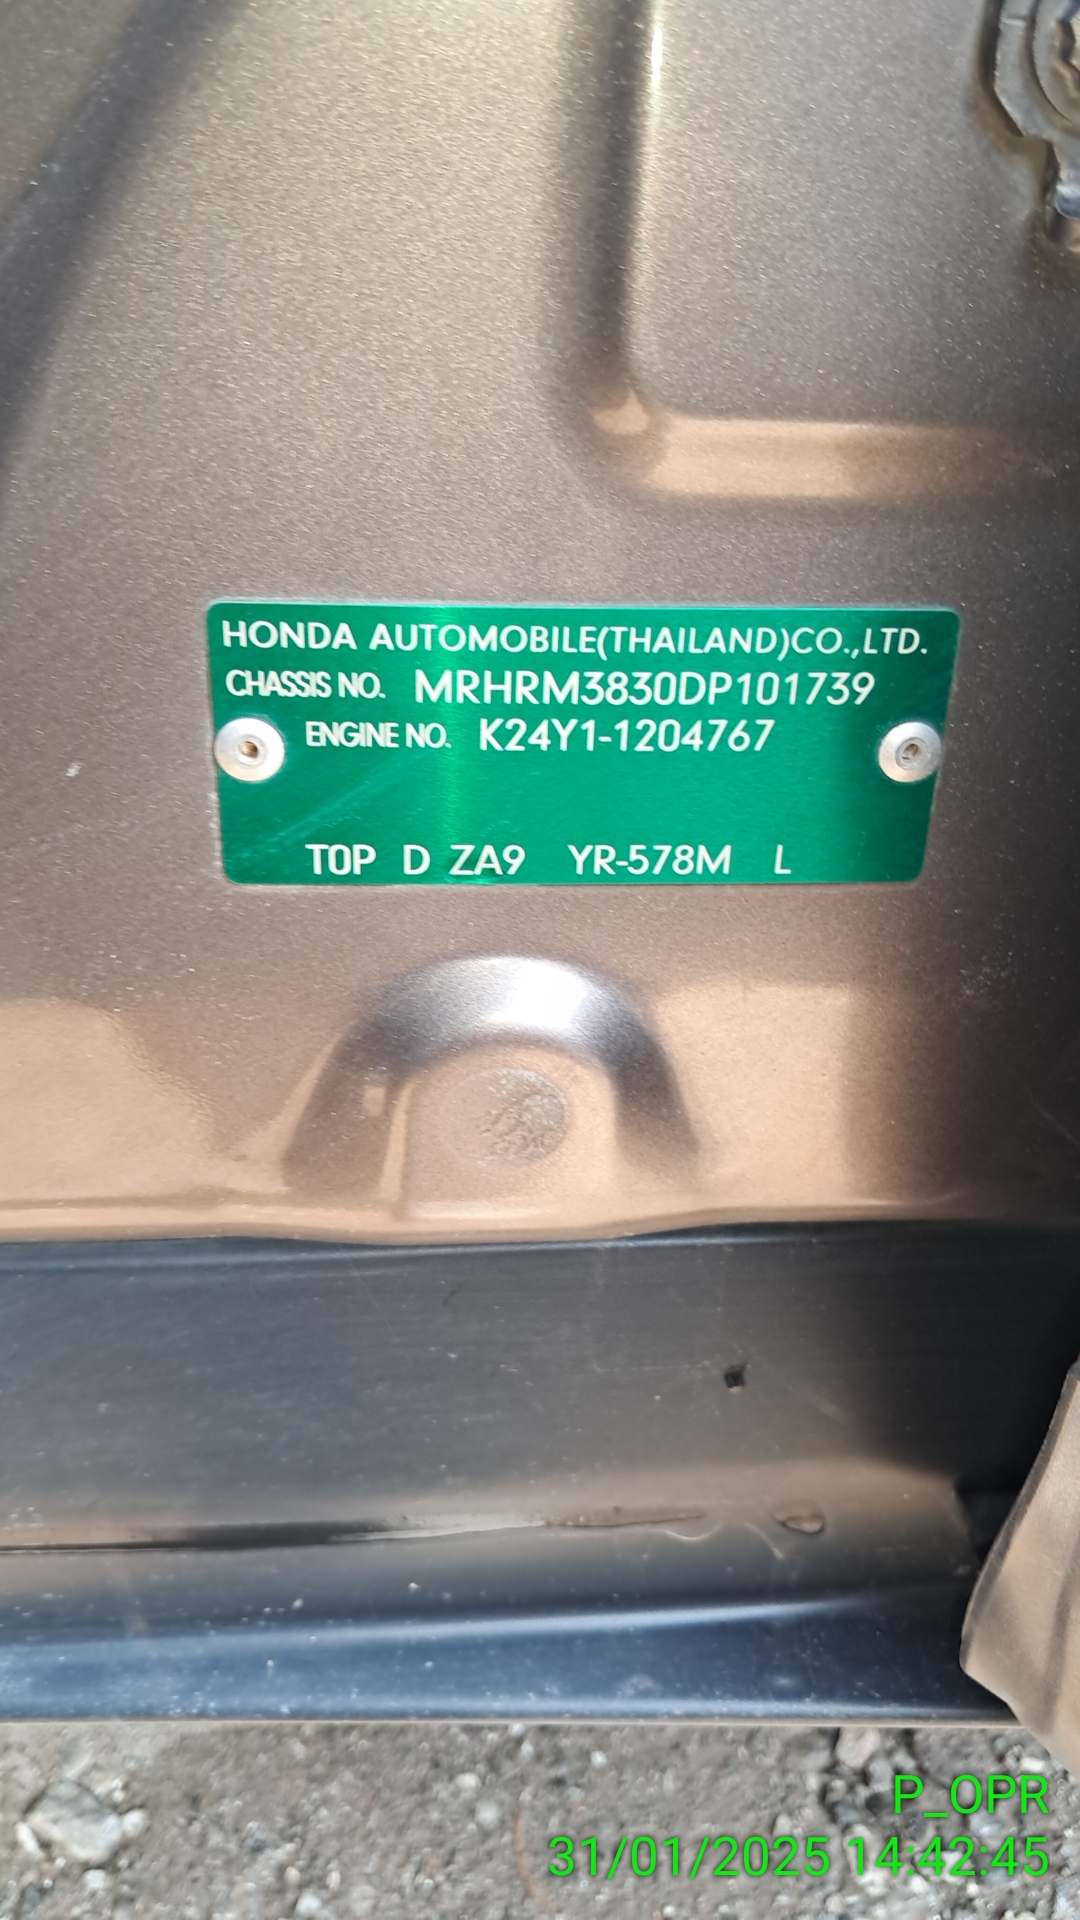 HONDA AUTOMOBILE(THAILAND)CO.,LTD.
CHASSIS NO. MRHRM3830DP101739
ENGINE NO. K24Y1-1204767
TOP D ZA9 YR-578M L
P_OPR
31/01/2025 14:42:45